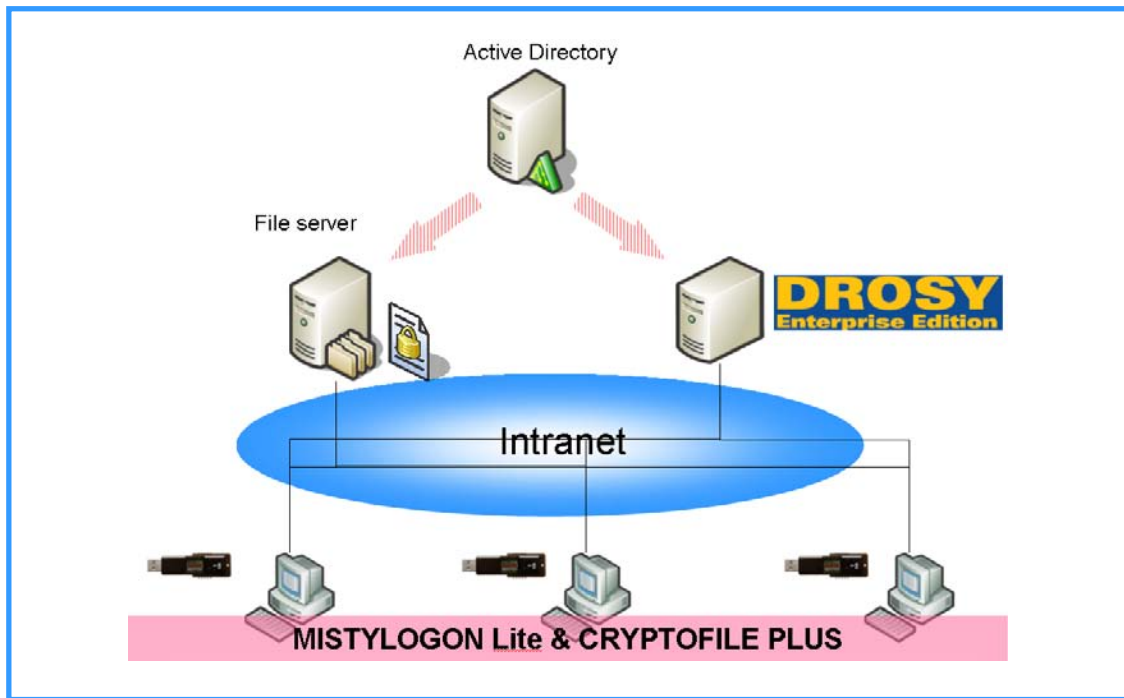 Active Directory
File server
DROSY
Enterprise Edition
Intranet
MISTYLOGON Lite & CRYPTOFILE PLUS